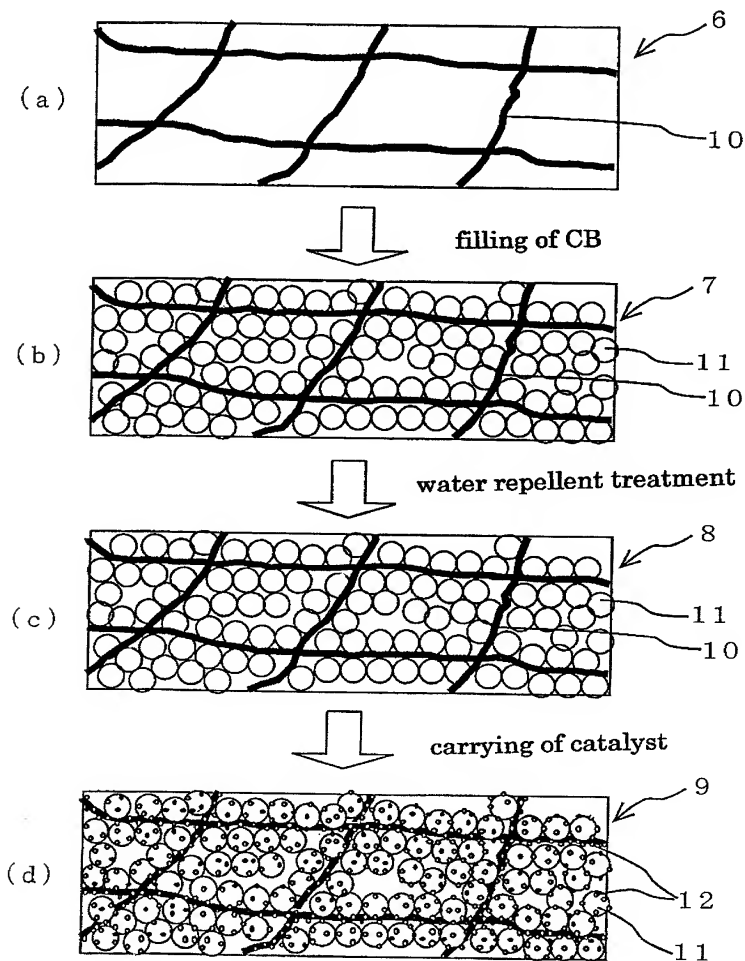 6
(a)
10
filling of CB
7
(b)
11
10
water repellent treatment
8
(c)
11
10
carrying of catalyst
9
(d)
12
11